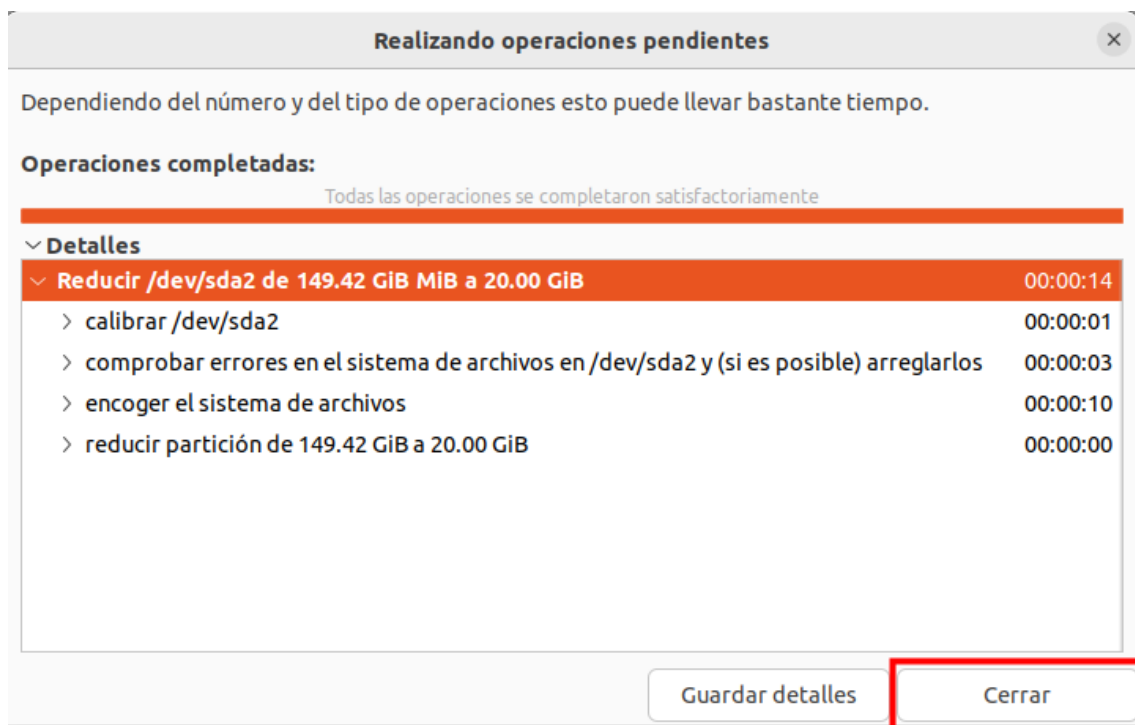 Realizando operaciones pendientes
Dependiendo del número y del tipo de operaciones esto puede llevar bastante tiempo.
Operaciones completadas:
Todas las operaciones se completaron satisfactoriamente
Detalles
Reducir /dev/sda2 de 149.42 GiB MiB a 20.00 GiB 00:00:14
calibrar /dev/sda2 00:00:01
comprobar errores en el sistema de archivos en /dev/sda2 y (si es posible) arreglarlos 00:00:03
encoger el sistema de archivos 00:00:10
reducir partición de 149.42 GiB a 20.00 GiB 00:00:00
Guardar detalles Cerrar